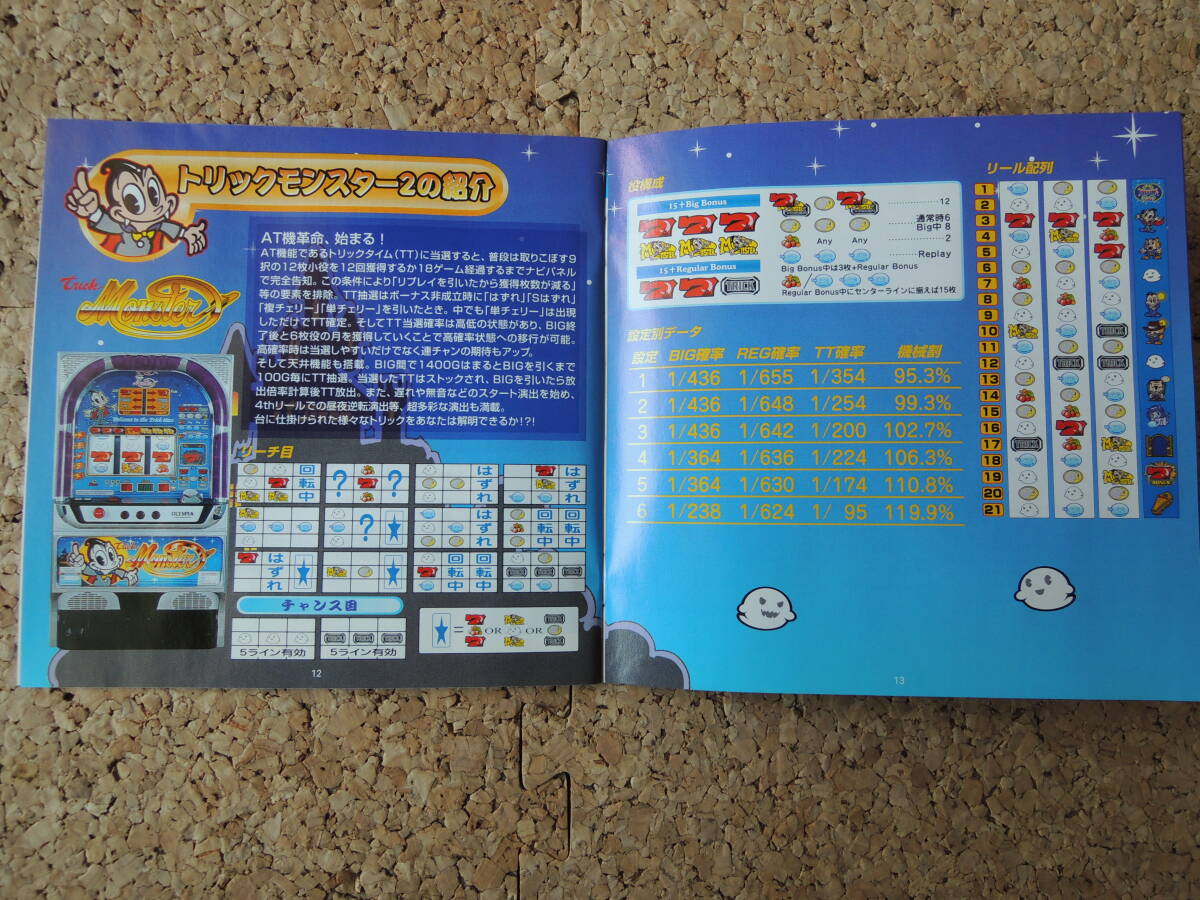 トリックモンスター2の紹介
AT機革命、始まる!
AT機能であるトリックタイム(TT)に当選すると、普段は取りこぼす9
択の12枚小役を12回獲得するか18ゲーム経過するまでナビパネル
で完全告知。この条件により「リプレイを引いたから獲得枚数が減る」
等の要素を排除。TT抽選はボーナス非成立時に「はずれ」「Sはずれ」
「複チェリー」「単チェリー」を引いたとき。中でも「単チェリー」は出現
しただけでTT確定。そしてTT当選確率は高低の状態があり、BIG終
了後と6枚役の月を獲得していくことで高確率状態への移行が可能。
高確率時は当選しやすいだけでなく連チャンの期待もアップ。
そして天井機能も搭載。BIG間で1400GはまるとBIGを引くまで
100G毎にTT抽選。当選したTTはストックされ、BIGを引いたら放
出倍率計算後TT放出。また、遅れや無音などのスタート演出を始め、
4thリールでの昼夜逆転演出等、超多彩な演出も満載。
台に仕掛けられた様々なトリックをあなたは解明できるか!?!
Trick
Monster
リーチ目
回転中
? ?
はずれ
はずれ
?
はずれ
回転中 回転中
はずれ
回転中 回転中
チャンス目
5ライン有効 5ライン有効
= OR OR
OLYMPIA
Trick
Monster
12
役構成
15+Big Bonus
15+Regular Bonus
12
通常時6
Big中 8
Any Any 2
Replay
Big Bonus中は3枚+Regular Bonus
Regular Bonus中にセンターラインに揃えば15枚
設定別データ
設定 BIG確率 REG確率 TT確率 機械割
1 1/436 1/655 1/354 95.3%
2 1/436 1/648 1/254 99.3%
3 1/436 1/642 1/200 102.7%
4 1/364 1/636 1/224 106.3%
5 1/364 1/630 1/174 110.8%
6 1/238 1/624 1/ 95 119.9%
リール配列
1
2
3
4
5
6
7
8
9
10
11
12
13
14
15
16
17
18
19
20
21
13